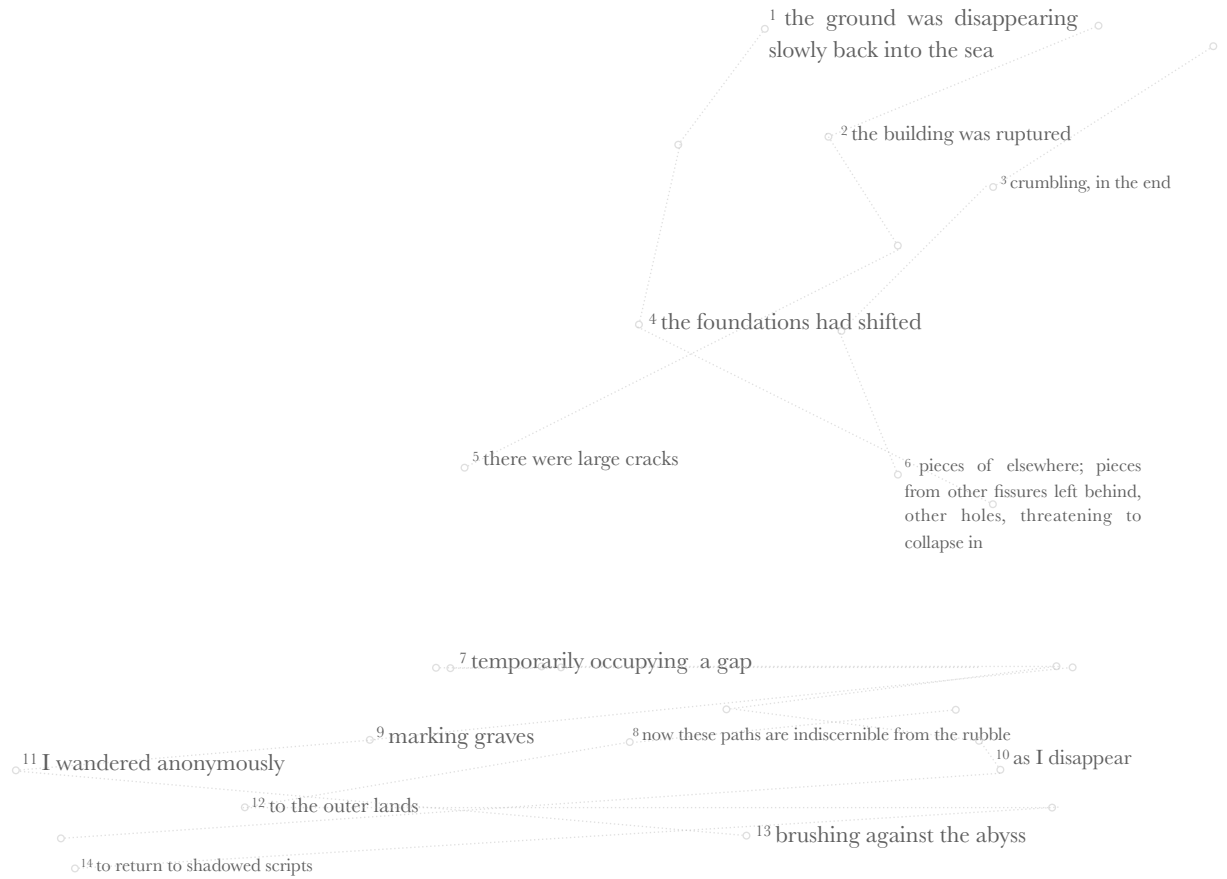 ¹ the ground was disappearing
slowly back into the sea
² the building was ruptured
³ crumbling, in the end
⁴ the foundations had shifted
⁵ there were large cracks
⁶ pieces of elsewhere; pieces
from other fissures left behind,
other holes, threatening to
collapse in
⁷ temporarily occupying a gap
⁸ now these paths are indiscernible from the rubble
⁹ marking graves
¹⁰ as I disappear
¹¹ I wandered anonymously
¹² to the outer lands
¹³ brushing against the abyss
¹⁴ to return to shadowed scripts